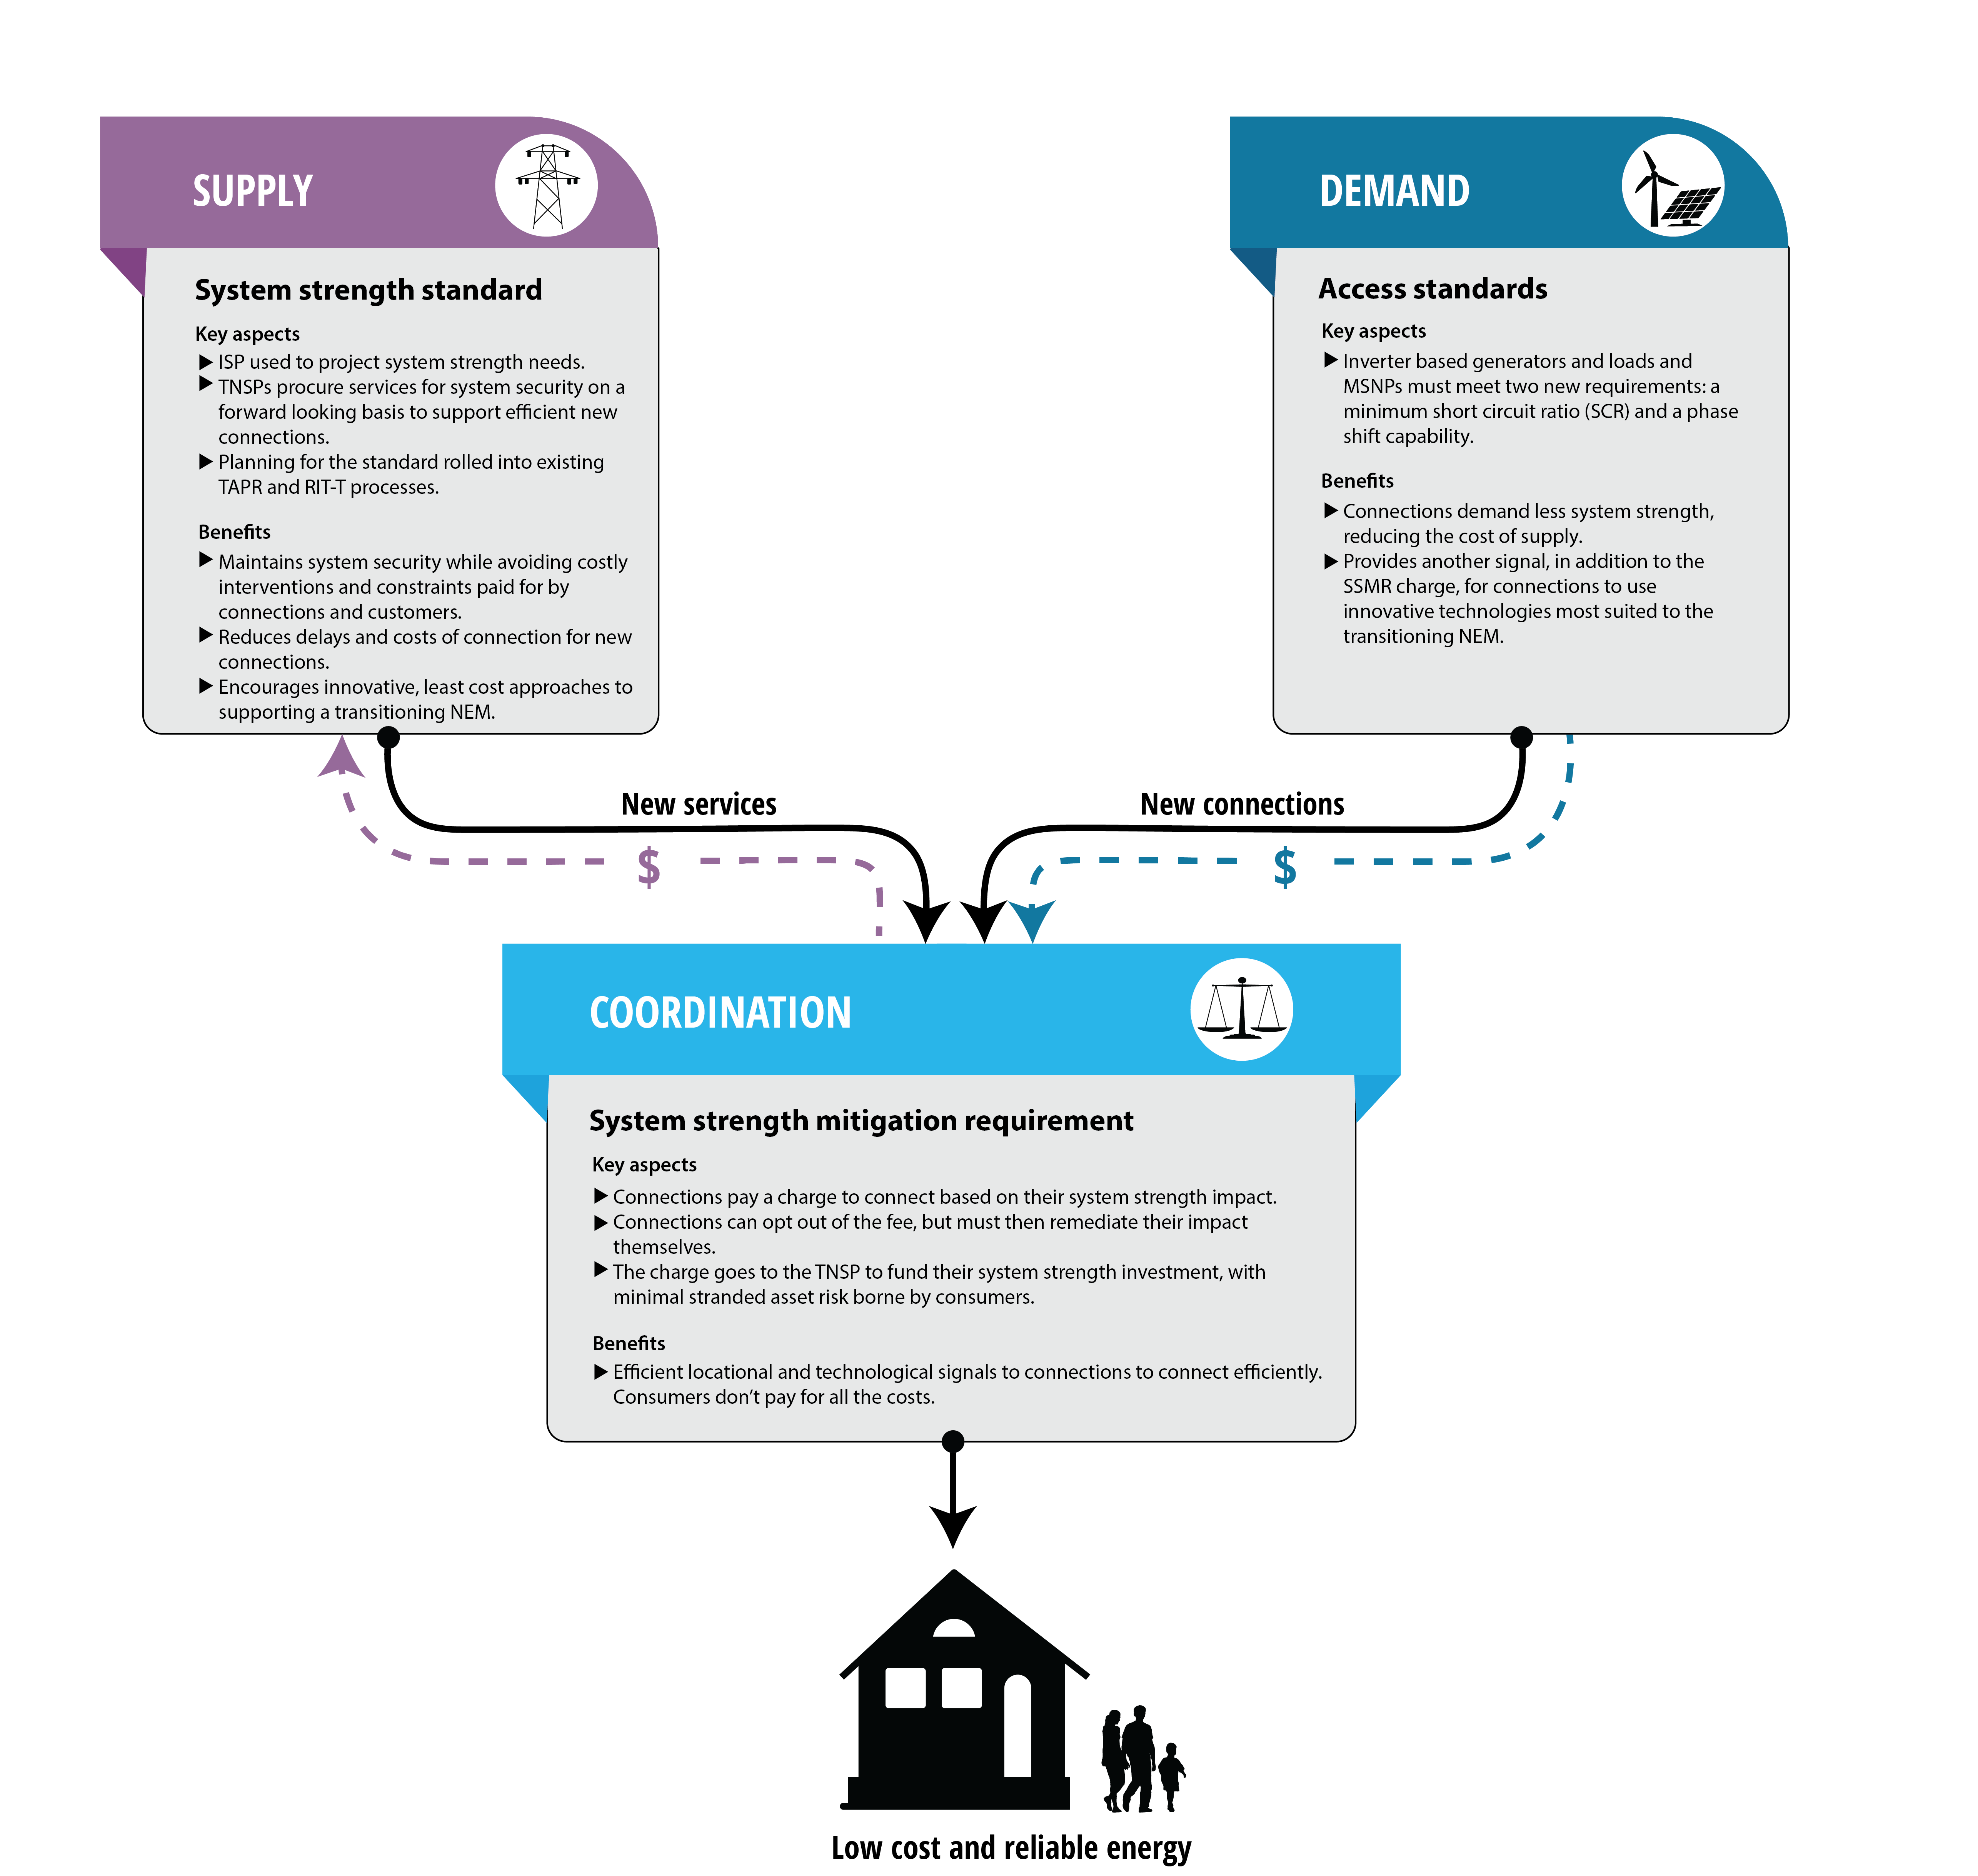 SUPPLY
System strength standard
Key aspects
ISP used to project system strength needs.
TNSPs procure services for system security on a
forward looking basis to support efficient new
connections.
Planning for the standard rolled into existing
TAPR and RIT-T processes.
Benefits
Maintains system security while avoiding costly
interventions and constraints paid for by
connections and customers.
Reduces delays and costs of connection for new
connections.
Encourages innovative, least cost approaches to
supporting a transitioning NEM.
DEMAND
Access standards
Key aspects
Inverter based generators and loads and
MSNPs must meet two new requirements: a
minimum short circuit ratio (SCR) and a phase
shift capability.
Benefits
Connections demand less system strength,
reducing the cost of supply.
Provides another signal, in addition to the
SSMR charge, for connections to use
innovative technologies most suited to the
transitioning NEM.
New services
$
New connections
$
COORDINATION
System strength mitigation requirement
Key aspects
Connections pay a charge to connect based on their system strength impact.
Connections can opt out of the fee, but must then remediate their impact
themselves.
The charge goes to the TNSP to fund their system strength investment, with
minimal stranded asset risk borne by consumers.
Benefits
Efficient locational and technological signals to connections to connect efficiently.
Consumers don't pay for all the costs.
Low cost and reliable energy